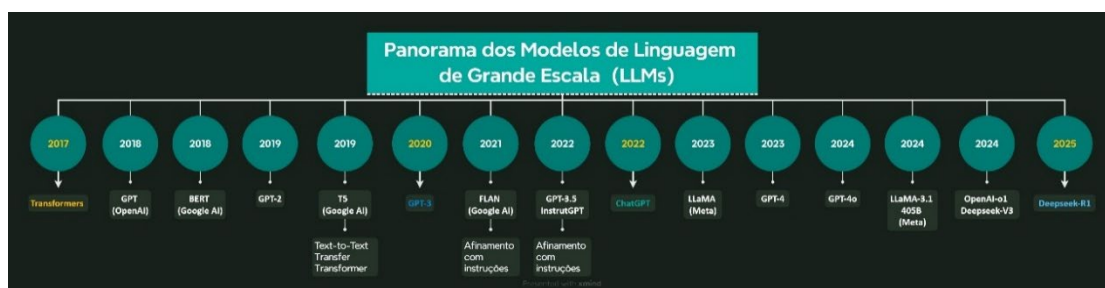 Panorama dos Modelos de Linguagem
de Grande Escala (LLMs)
2017
2018
2018
2019
2019
2020
2021
2022
2022
2023
2023
2024
2024
2024
2025
Transformers
GPT
(OpenAI)
BERT
(Google AI)
GPT-2
T5
(Google AI)
GPT-3
FLAN
(Google AI)
GPT-3.5
InstrutGPT
ChatGPT
LLaMA
(Meta)
GPT-4
GPT-4o
LLaMA-3.1
405B
(Meta)
OpenAI-o1
Deepseek-V3
Deepseek-R1
Text-to-Text
Transfer
Transformer
Afinamento
com
instruções
Afinamento
com
instruções
Presented with xmind